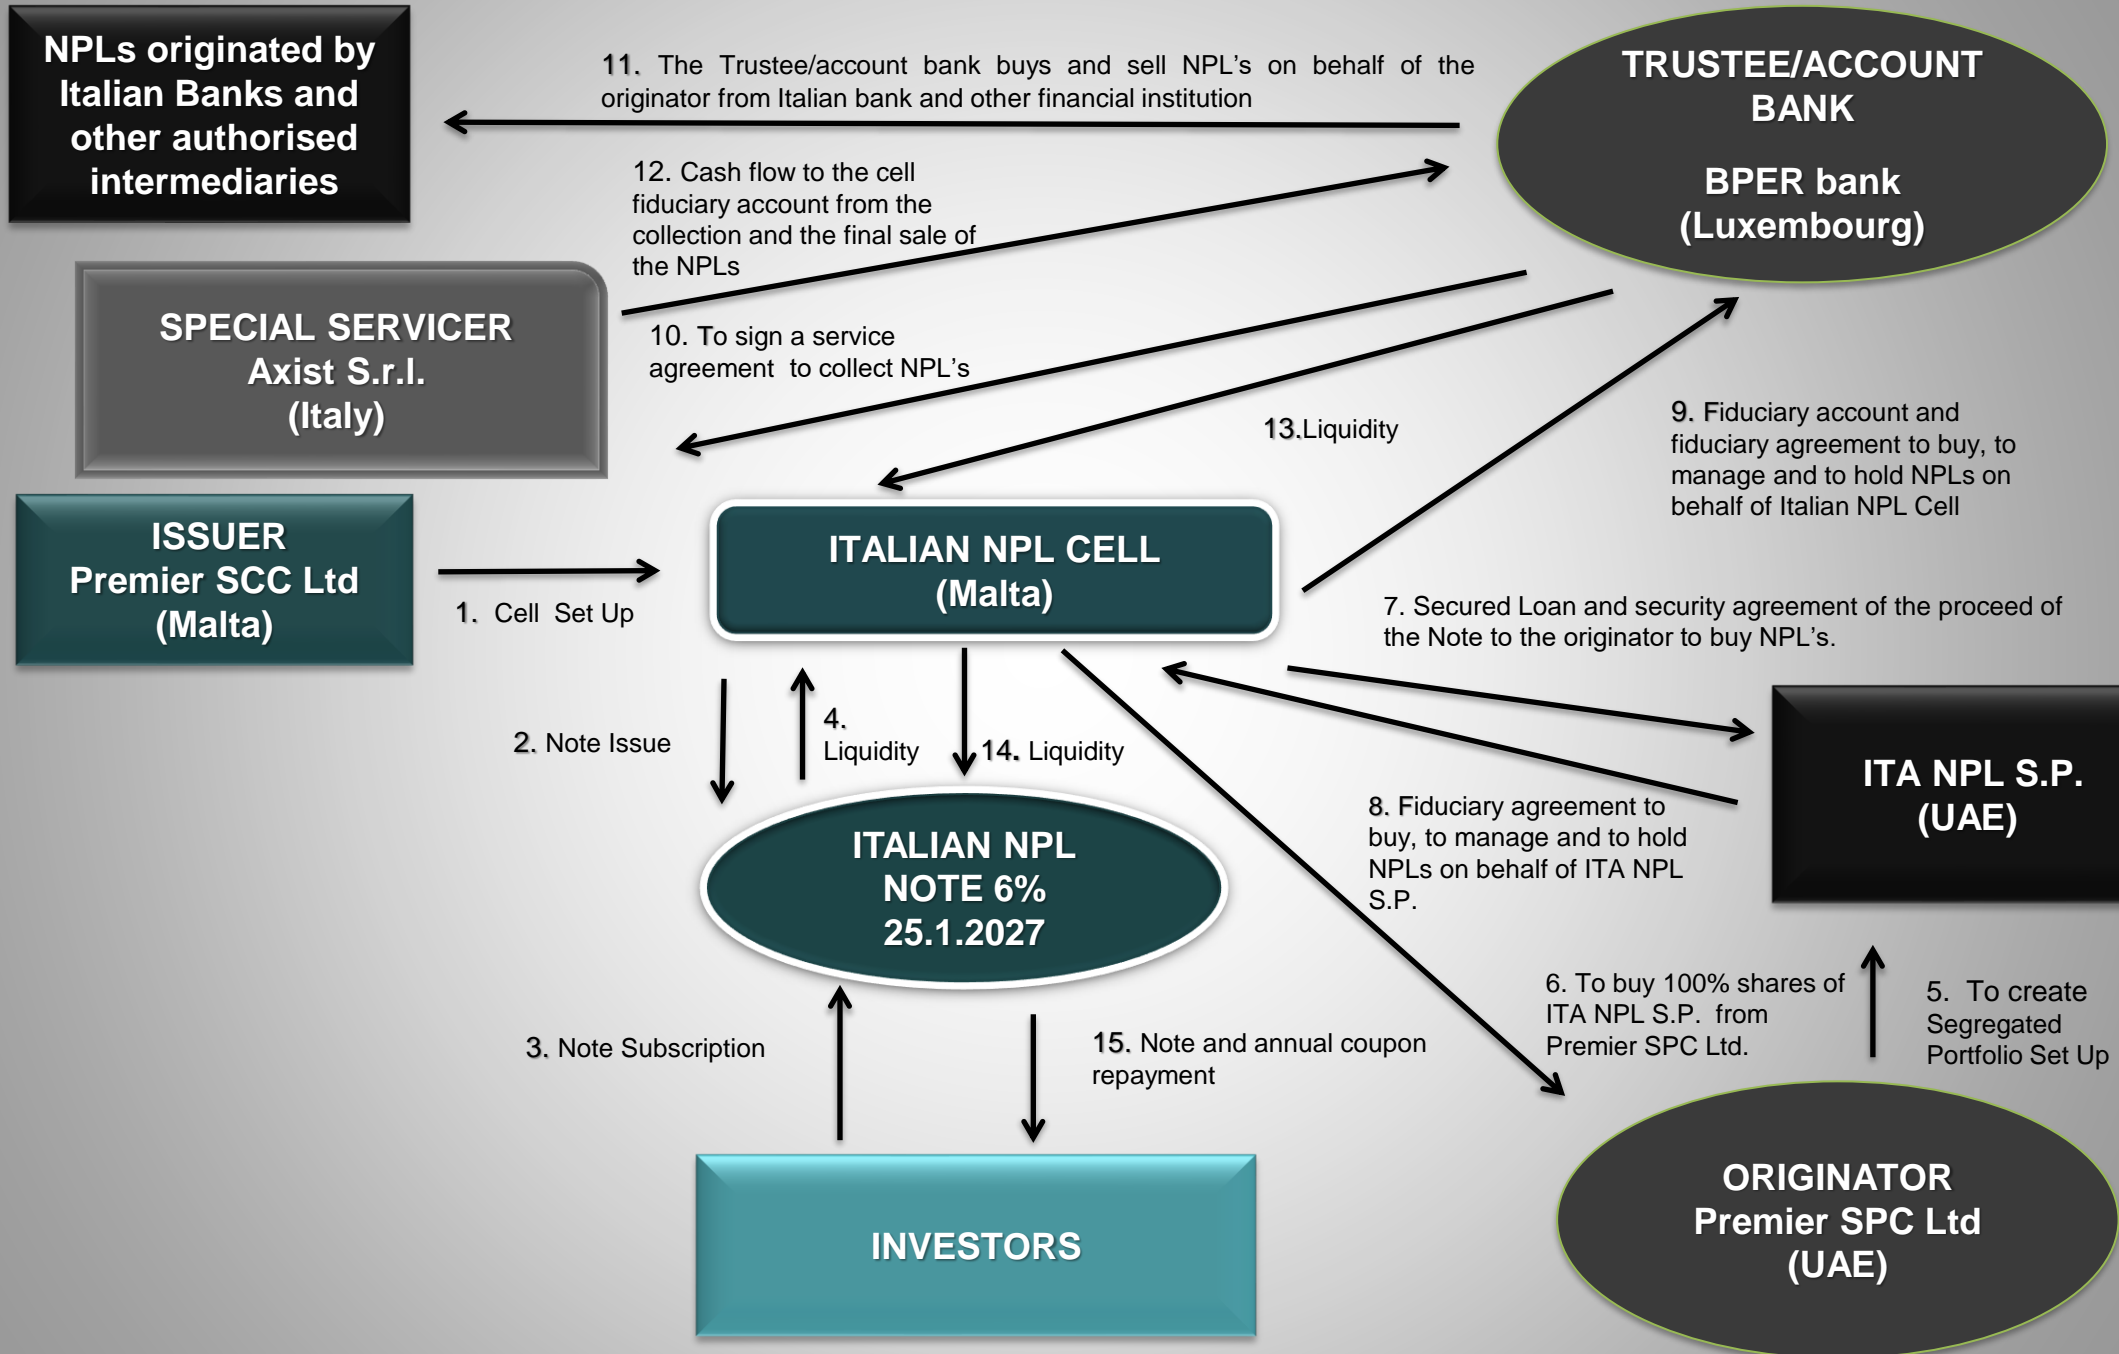 NPLs originated by
Italian Banks and
other authorised
intermediaries
11. The Trustee/account bank buys and sell NPL's on behalf of the
originator from Italian bank and other financial institution
TRUSTEE/ACCOUNT
BANK
BPER bank
(Luxembourg)
12. Cash flow to the cell
fiduciary account from the
collection and the final sale of
the NPLs
SPECIAL SERVICER
Axist S.r.l.
(Italy)
10. To sign a service
agreement to collect NPL's
13.Liquidity
9. Fiduciary account and
fiduciary agreement to buy, to
manage and to hold NPLs on
behalf of Italian NPL Cell
ISSUER
Premier SCC Ltd
(Malta)
1. Cell Set Up
ITALIAN NPL CELL
(Malta)
7. Secured Loan and security agreement of the proceed of
the Note to the originator to buy NPL's.
2. Note Issue
4.
Liquidity
14. Liquidity
ITA NPL S.P.
(UAE)
8. Fiduciary agreement to
buy, to manage and to hold
NPLs on behalf of ITA NPL
S.P.
ITALIAN NPL
NOTE 6%
25.1.2027
6. To buy 100% shares of
ITA NPL S.P. from
Premier SPC Ltd.
5. To create
Segregated
Portfolio Set Up
3. Note Subscription
15. Note and annual coupon
repayment
INVESTORS
ORIGINATOR
Premier SPC Ltd
(UAE)